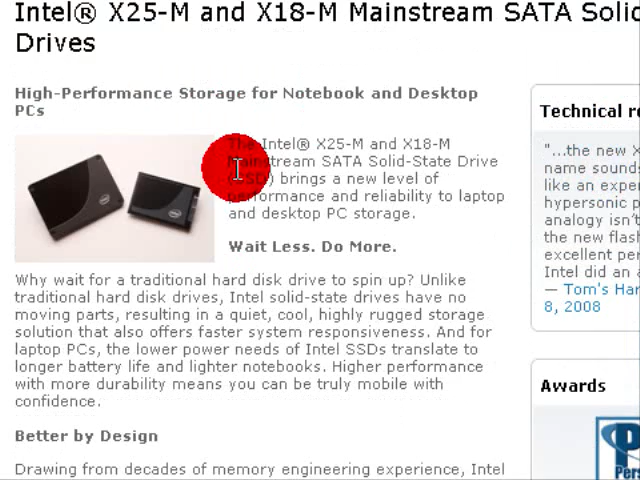 Intel® X25-M and X18-M Mainstream SATA
Drives
High-Performance Storage for Notebook and Desktop
PCs
The Intel® X25-M and X18-M
Mainstream SATA Solid-State Drive
(SSD) brings a new level of
performance and reliability to laptop
and desktop PC storage.
Wait Less. Do More.
Why wait for a traditional hard disk drive to spin up? Unlike
traditional hard disk drives, Intel solid-state drives have no
moving parts, resulting in a quiet, cool, highly rugged storage
solution that also offers faster system responsiveness. And for
laptop PCs, the lower power needs of Intel SSDs translate to
longer battery life and lighter notebooks. Higher performance
with more durability means you can be truly mobile with
confidence.
Better by Design
Drawing from decades of memory engineering experience, Intel
Technical
"...the new
name sounds
like an
hypersonic
analogy isn't
the new
excellent
Intel did an
— Tom's
8, 2008
Awards